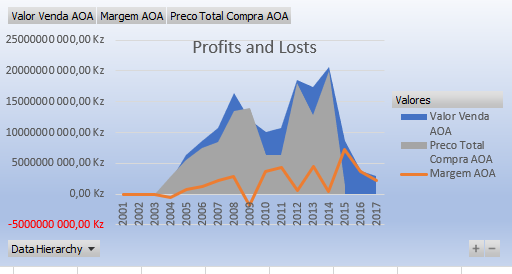 Valor Venda AOA Margem AOA Preco Total Compra AOA
Profits and Losts
25000000 000,00 Kz
20000000 000,00 Kz
15000000 000,00 Kz
10000000 000,00 Kz
5000000 000,00 Kz
0,00 Kz
-5000000 000,00 Kz
2001 2002 2003 2004 2005 2006 2007 2008 2009 2010 2011 2012 2013 2014 2015 2016 2017
Valores
Valor Venda
AOA
Preco Total
Compra AOA
Margem AOA
Data Hierarchy
+ -